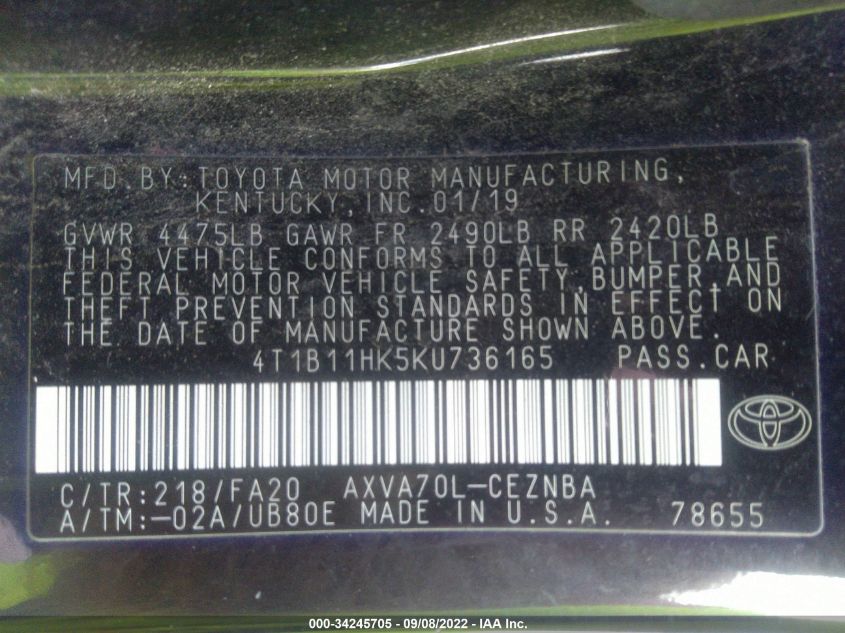 MFD.BY:TOYOTA MOTOR MANUFACTURING,
KENTUCKY,INC.01/19
GVWR 4475LB GAWR FR 2490LB RR 2420LB
THIS VEHICLE CONFORMS TO ALL APPLICABLE
FEDERAL MOTOR VEHICLE SAFETY,BUMPER,AND
THEFT PREVENTION STANDARDS IN EFFECT ON
THE DATE OF MANUFACTURE SHOWN ABOVE.
4T1B11HK5KU736165 PASS.CAR
C/TR:218/FA20 AXVA70L-CEZNBA
A/TM:-02A/UB80E MADE IN U.S.A. 78655
000-34245705 - 09/08/2022 - IAA Inc.